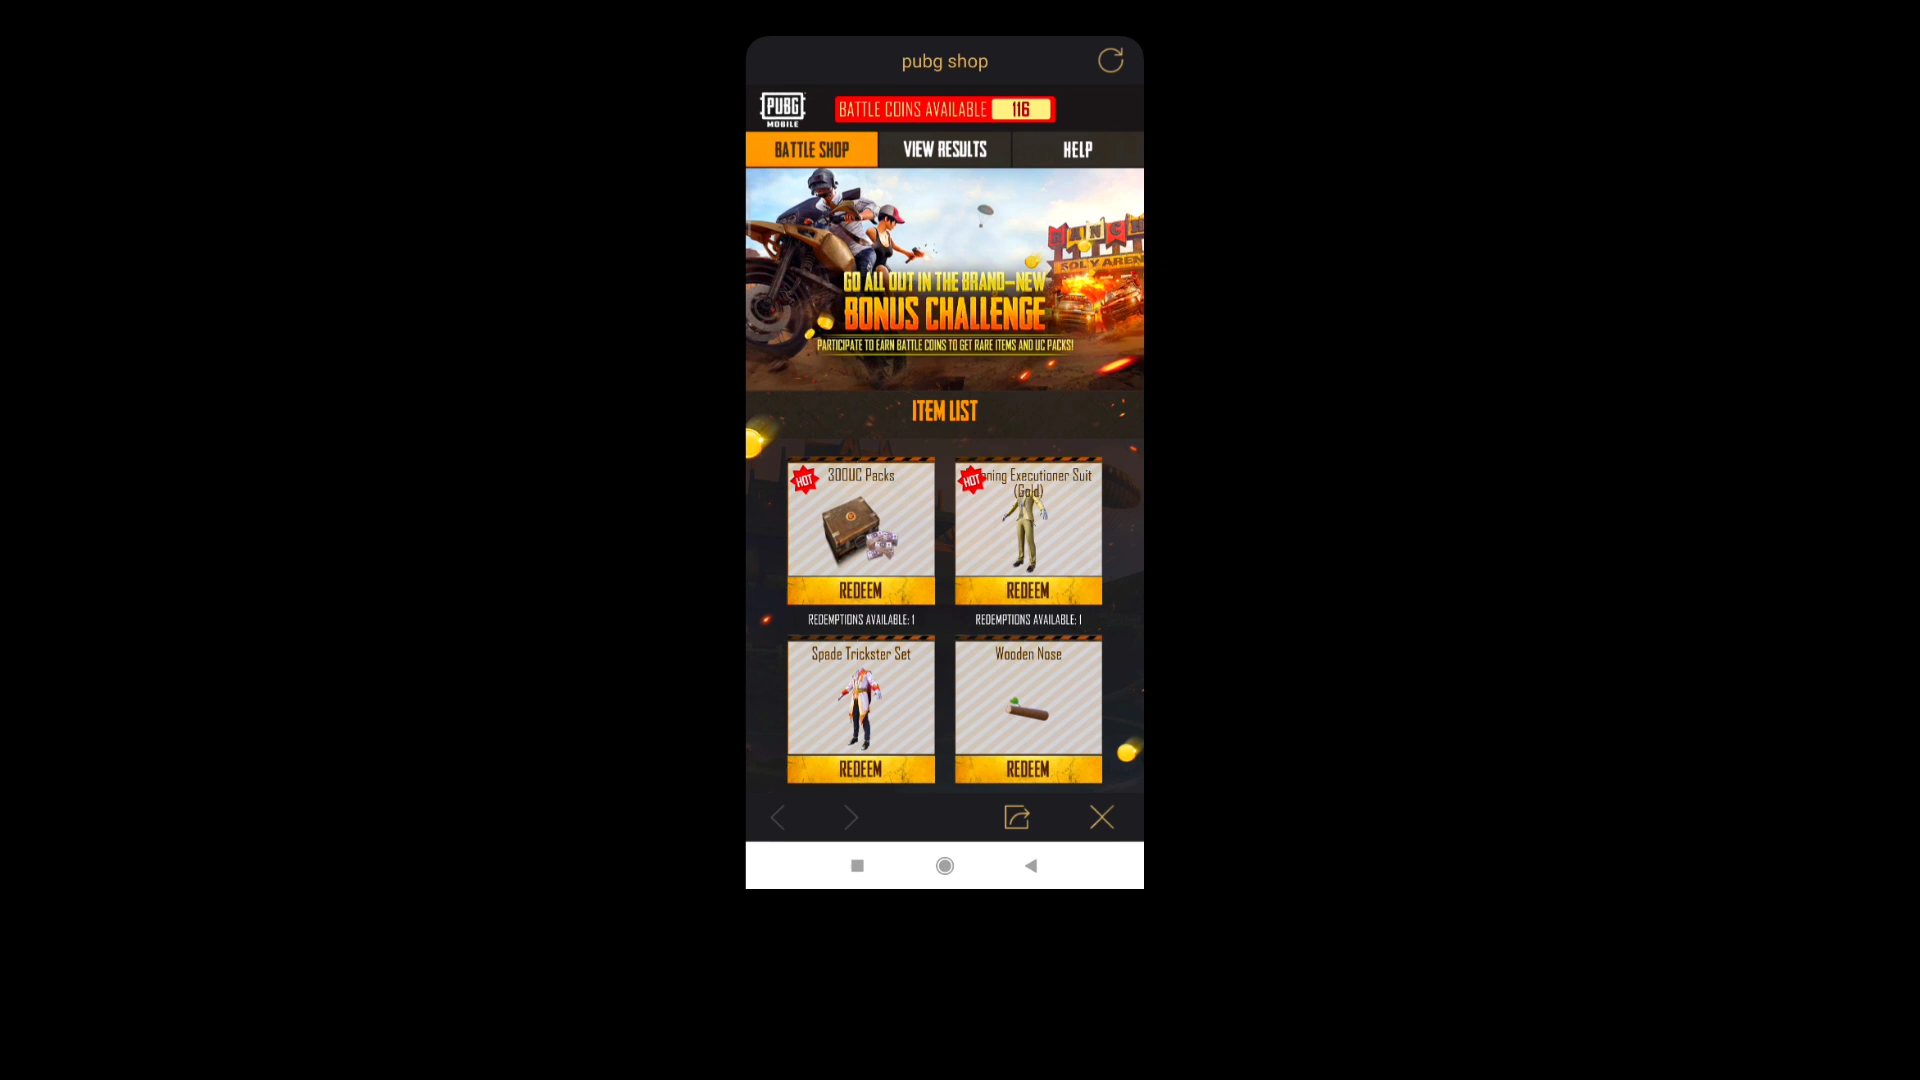 pubg shop
PUBG
MOBILE
BATTLE COINS AVAILABLE 116
BATTLE SHOP
VIEW RESULTS
HELP
GO ALL OUT IN THE BRAND-NEW
BONUS CHALLENGE
PARTICIPATE TO EARN BATTLE COINS TO GET RARE ITEMS AND UC PACKS!
ITEM LIST
HOT
300UC Packs
REDEEM
REDEMPTIONS AVAILABLE: 1
HOT
Executioner Suit
(Gold)
REDEEM
REDEMPTIONS AVAILABLE: 1
Spade Trickster Set
REDEEM
Wooden Nose
REDEEM